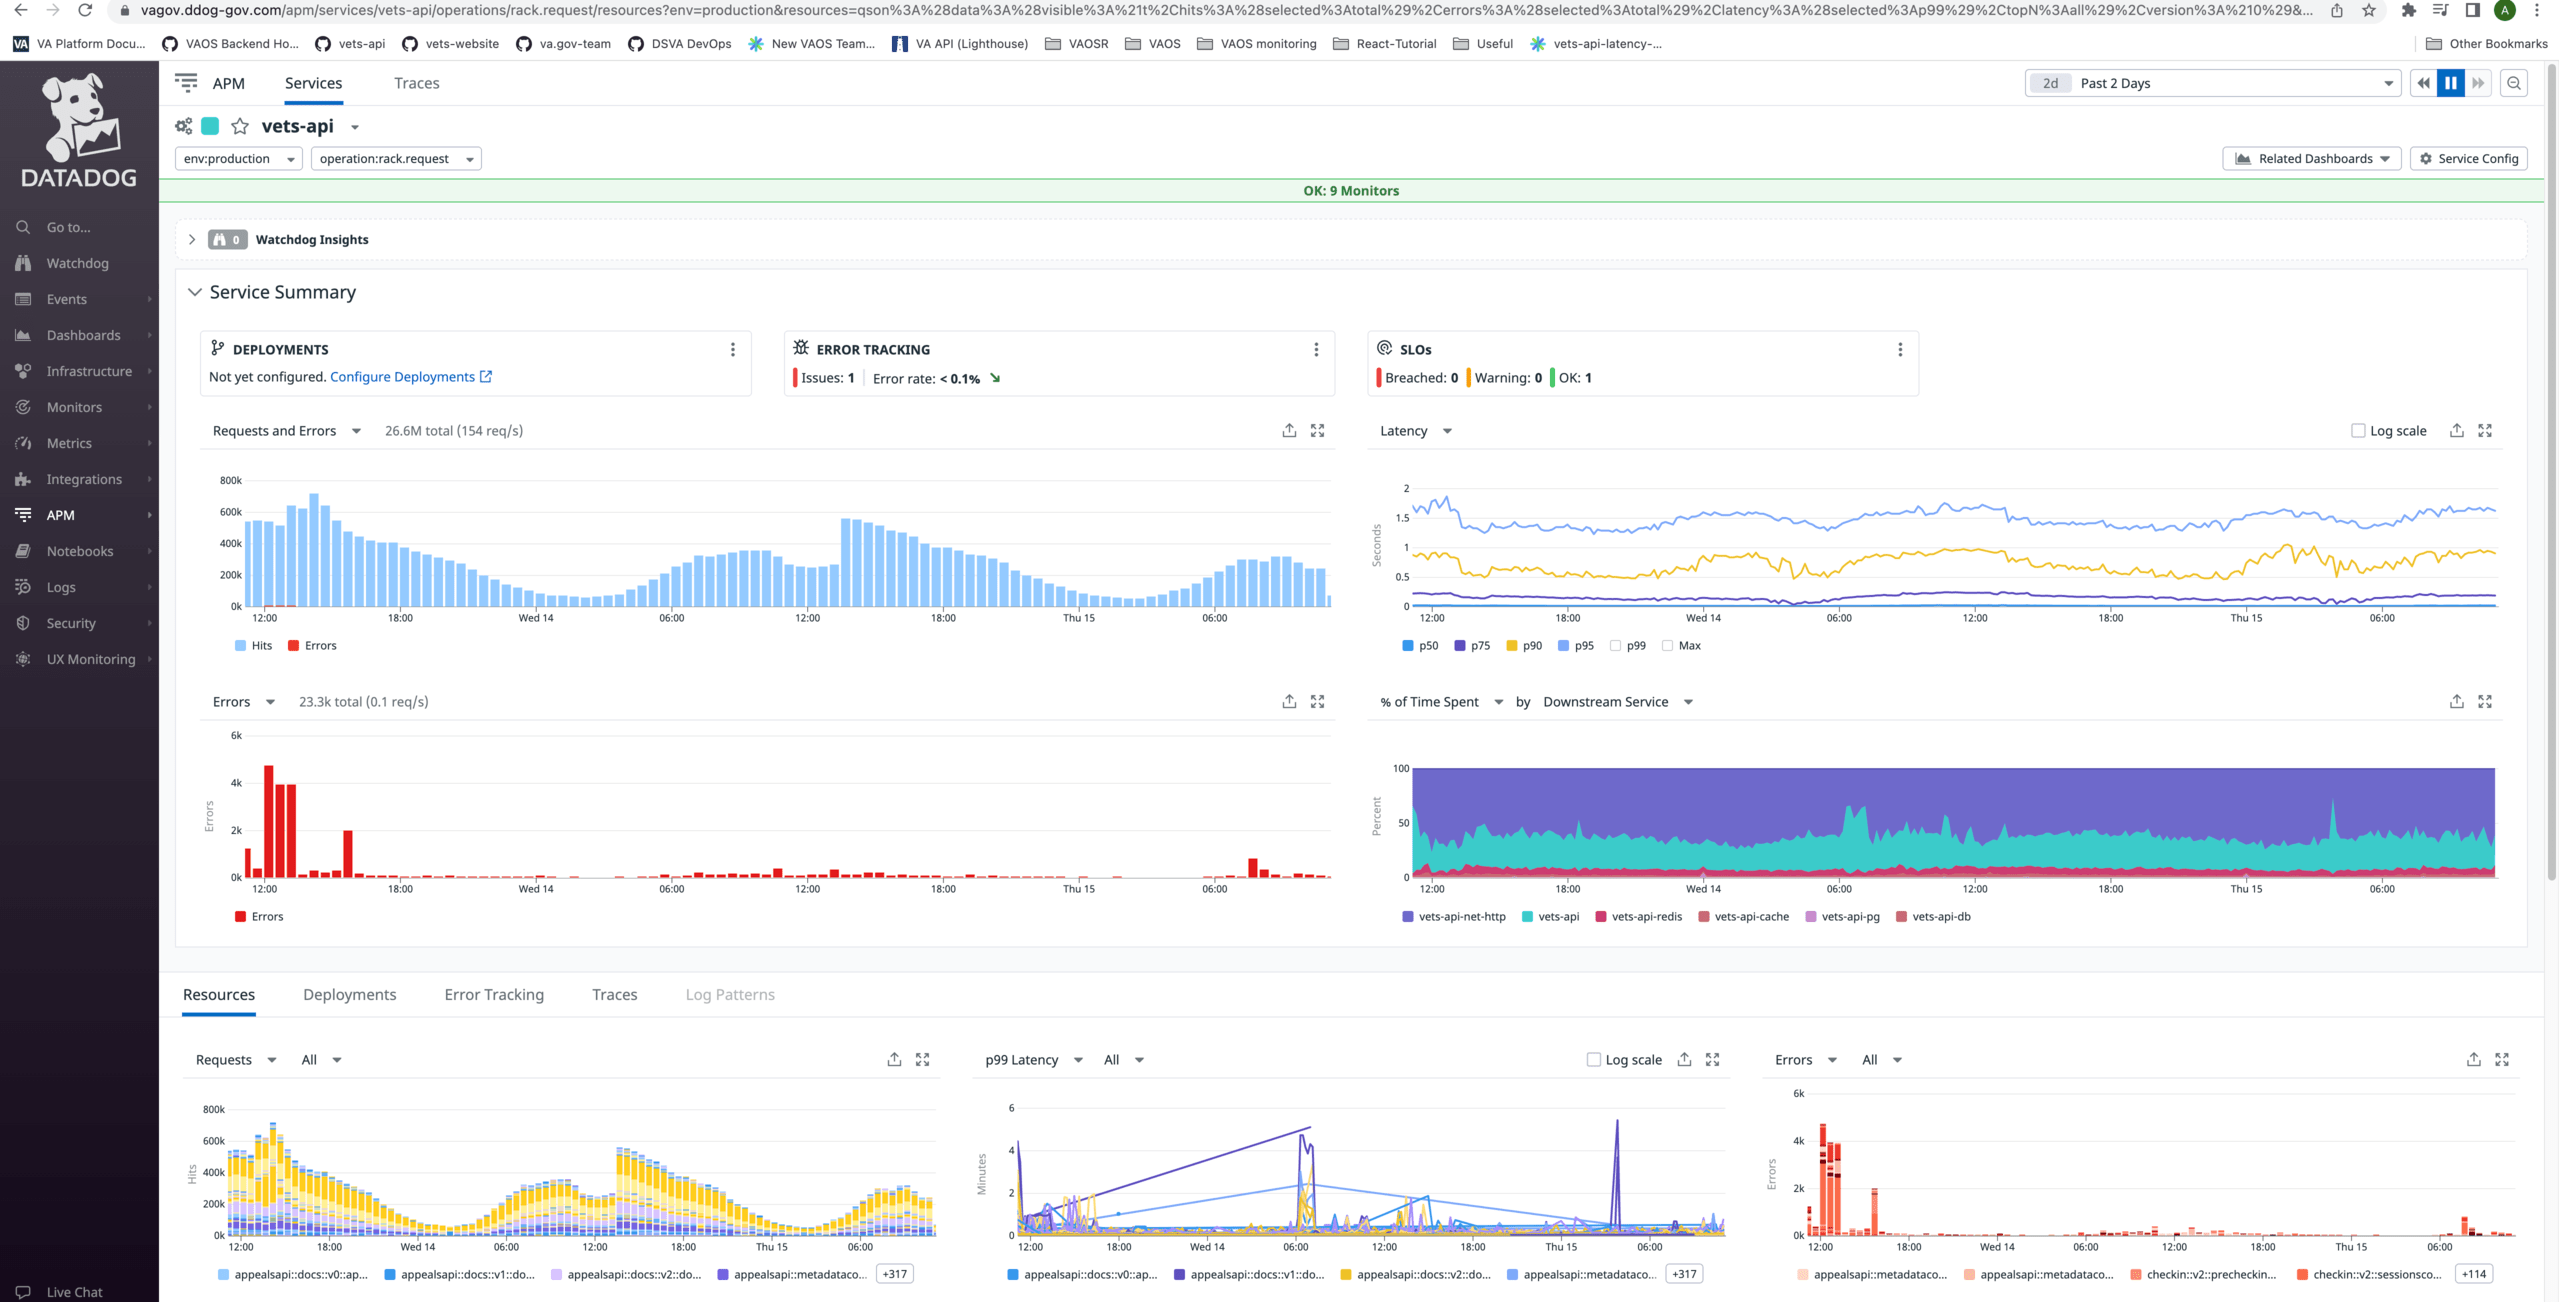 vagov.ddog-gov.com/apm/services/vets-api/operations/rack.request/resources?env=production&resources=qson%3A%28data%3A%28visible%3A%21t%2Chits%3A%28selected%3Atotal%29%2Cerrors%3A%28selected%3Atotal%29%2Clatency%3A%28selected%3Ap99%29%2CtopN%3Aall%29%2Cversion%3A%210%29&... A
VA VA Platform Docu... VAOS Backend Ho... vets-api vets-website va.gov-team DSVA DevOps New VAOS Team... VA API (Lighthouse) VAOSR VAOS VAOS monitoring React-Tutorial Useful vets-api-latency-... Other Bookmarks
DATADOG
Go to...
Watchdog
Events
Dashboards
Infrastructure
Monitors
Metrics
Integrations
APM
Notebooks
Logs
Security
UX Monitoring
Live Chat
APM Services Traces 2d Past 2 Days
vets-api
env:production operation:rack.request Related Dashboards Service Config
OK: 9 Monitors
0 Watchdog Insights
Service Summary
DEPLOYMENTS
Not yet configured. Configure Deployments
ERROR TRACKING
Issues: 1 Error rate: < 0.1%
SLOs
Breached: 0 Warning: 0 OK: 1
Requests and Errors 26.6M total (154 req/s)
800k
600k
400k
200k
0k
12:00 18:00 Wed 14 06:00 12:00 18:00 Thu 15 06:00
Hits Errors
Latency Log scale
Seconds
2
1.5
1
0.5
0
12:00 18:00 Wed 14 06:00 12:00 18:00 Thu 15 06:00
p50 p75 p90 p95 p99 Max
Errors 23.3k total (0.1 req/s)
Errors
6k
4k
2k
0k
12:00 18:00 Wed 14 06:00 12:00 18:00 Thu 15 06:00
Errors
% of Time Spent by Downstream Service
Percent
100
50
0
12:00 18:00 Wed 14 06:00 12:00 18:00 Thu 15 06:00
vets-api-net-http vets-api vets-api-redis vets-api-cache vets-api-pg vets-api-db
Resources Deployments Error Tracking Traces Log Patterns
Requests All
Hits
800k
600k
400k
200k
0k
12:00 18:00 Wed 14 06:00 12:00 18:00 Thu 15 06:00
appealsapi::docs::v0::ap... appealsapi::docs::v1::do... appealsapi::docs::v2::do... appealsapi::metadataco... +317
p99 Latency All Log scale
Minutes
6
4
2
0
12:00 18:00 Wed 14 06:00 12:00 18:00 Thu 15 06:00
appealsapi::docs::v0::ap... appealsapi::docs::v1::do... appealsapi::docs::v2::do... appealsapi::metadataco... +317
Errors All
Errors
6k
4k
2k
0k
12:00 18:00 Wed 14 06:00 12:00 18:00 Thu 15 06:00
appealsapi::metadataco... appealsapi::metadataco... checkin::v2::precheckin... checkin::v2::sessionsco... +114